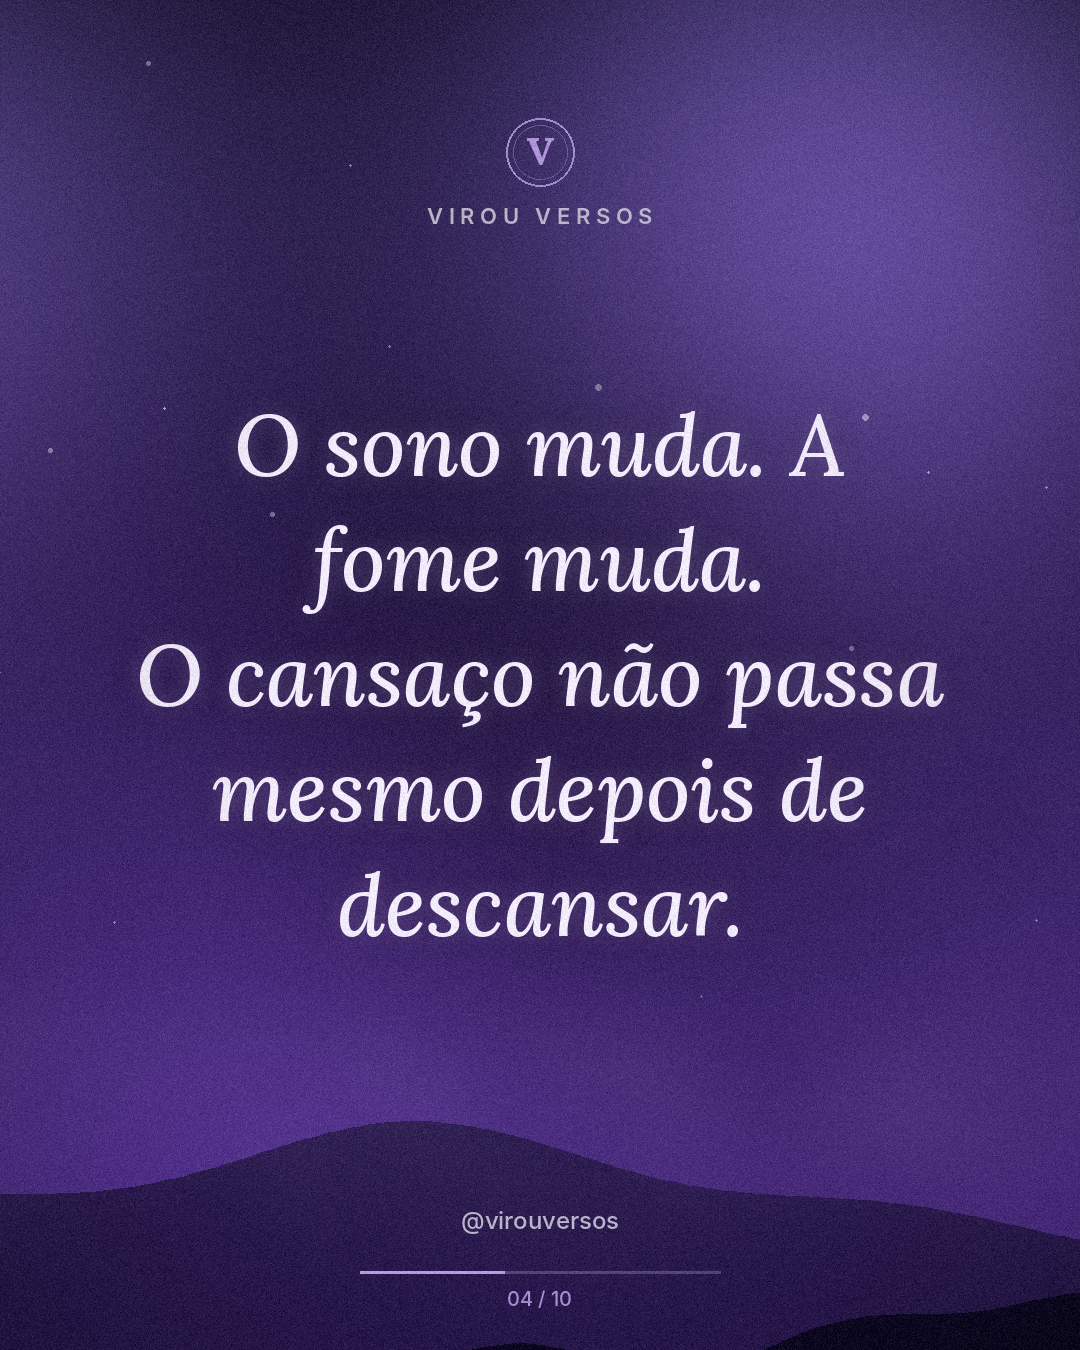 V
VIROU VERSOS
O sono muda. A
fome muda.
O cansaço não passa
mesmo depois de
descansar.
@virouversos
04 / 10